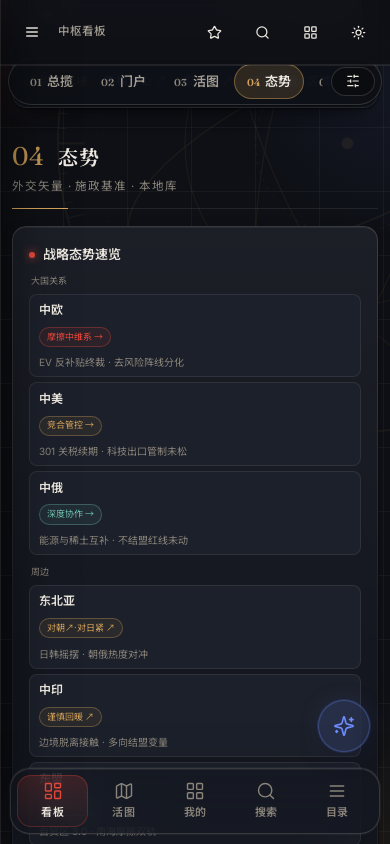 中枢看板
01 总揽
02 门户
03 活图
04 态势
04 态势
外交矢量 · 施政基准 · 本地库
战略态势速览
大国关系
中欧
摩擦中维系 →
EV 反补贴终裁 · 去风险阵线分化
中美
竞合管控 →
301 关税续期 · 科技出口管制未松
中俄
深度协作 →
能源与稀土互补 · 不结盟红线未动
周边
东北亚
对朝↗·对日紧 ↗
日韩摇摆 · 朝俄热度对冲
中印
谨慎回暖 ↗
边境脱离接触 · 多向结盟变量
看板
活图
我的
搜索
目录